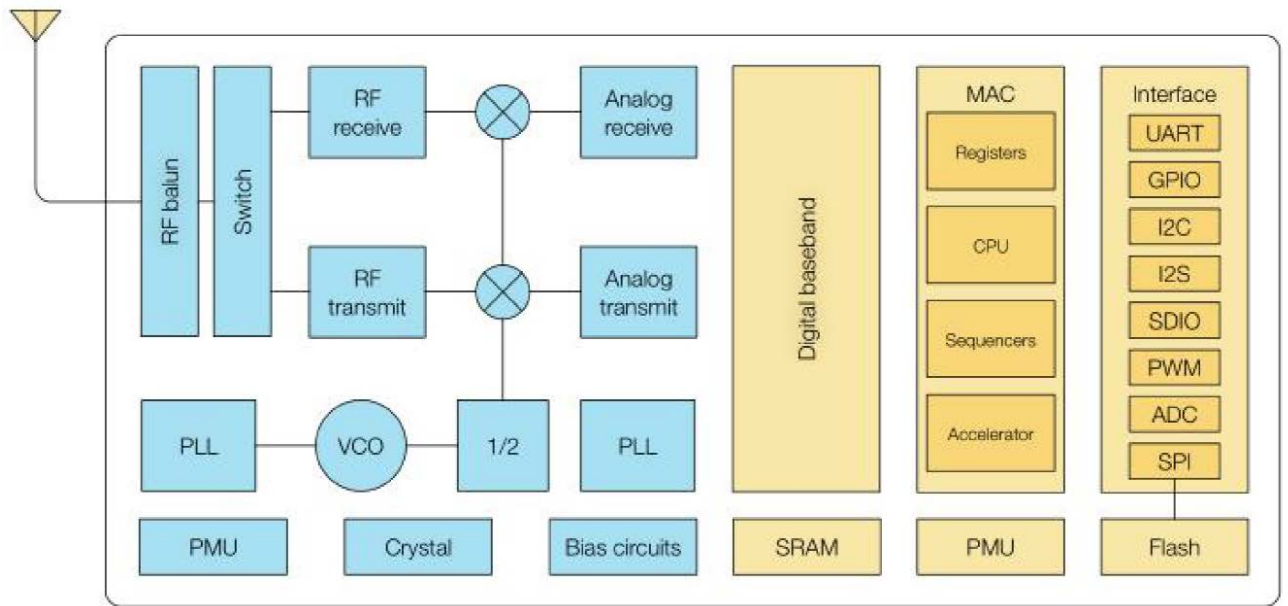 RF balun
Switch
RF
receive
Analog
receive
RF
transmit
Analog
transmit
PLL
VCO
1/2
PLL
PMU
Crystal
Bias circuits
Digital baseband
SRAM
MAC
Registers
CPU
Sequencers
Accelerator
PMU
Interface
UART
GPIO
I2C
I2S
SDIO
PWM
ADC
SPI
Flash